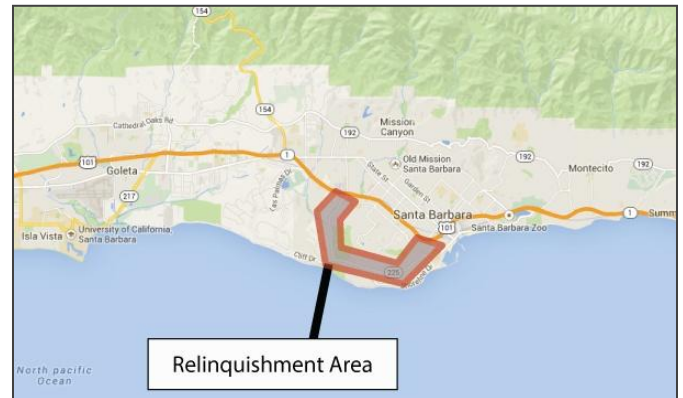 154
154
Cathedral Oaks Rd
192
Mission
Canyon
101
1
Goleta
Old Mission
Santa Barbara
192
Montecito
192
State St
Garden St
Las Palmas Dr
217
Santa Barbara
101
1
Summ
Isla Vista
University of California,
Santa Barbara
Santa Barbara Zoo
Cliff Dr
225
Relinquishment Area
North pacific
Ocean